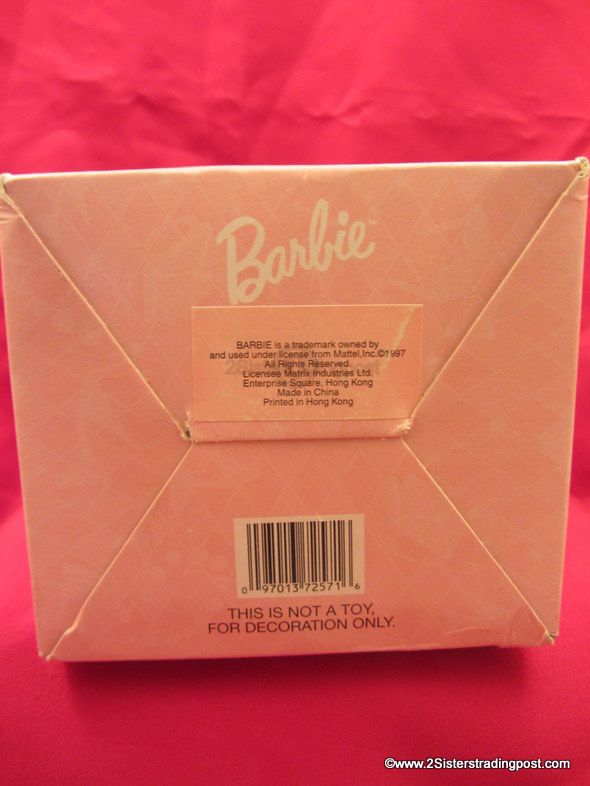 Barbie™
BARBIE is a trademark owned by
and used under license from Mattel,Inc.©1997
All Rights Reserved.
Licensee Matrix Industries Ltd.
Enterprise Square, Hong Kong
Made in China
Printed in Hong Kong
0 97013 72571 6
THIS IS NOT A TOY,
FOR DECORATION ONLY.
©www.2Sisterstradingpost.com